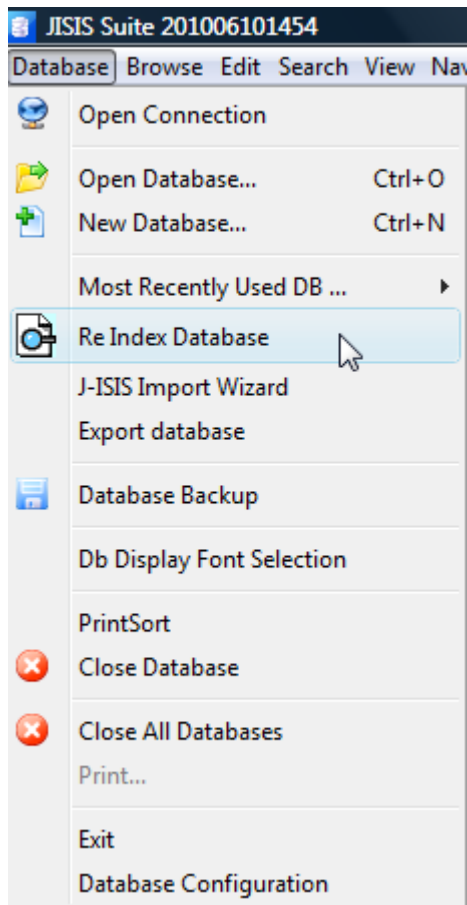 JISIS Suite 201006101454
Database Browse Edit Search View Nav
Open Connection
Open Database... Ctrl+O
New Database... Ctrl+N
Most Recently Used DB ...
Re Index Database
J-ISIS Import Wizard
Export database
Database Backup
Db Display Font Selection
PrintSort
Close Database
Close All Databases
Print...
Exit
Database Configuration